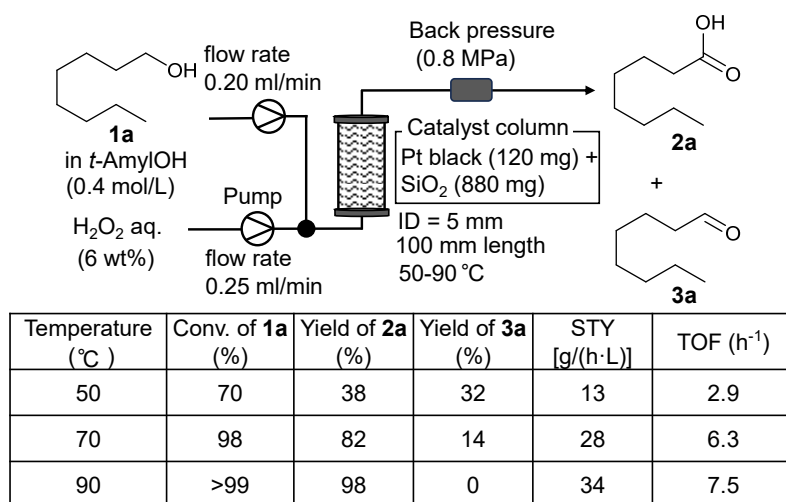 OH
1a
in t-AmylOH
(0.4 mol/L)
H₂O₂ aq.
(6 wt%)
flow rate
0.20 ml/min
Pump
flow rate
0.25 ml/min
Back pressure
(0.8 MPa)
Catalyst column
Pt black (120 mg) +
SiO₂ (880 mg)
ID = 5 mm
100 mm length
50-90 ℃
OH
O
2a
+
O
3a
Temperature (℃) Conv. of 1a (%) Yield of 2a (%) Yield of 3a (%) STY [g/(h·L)] TOF (h⁻¹)
50 70 38 32 13 2.9
70 98 82 14 28 6.3
90 >99 98 0 34 7.5